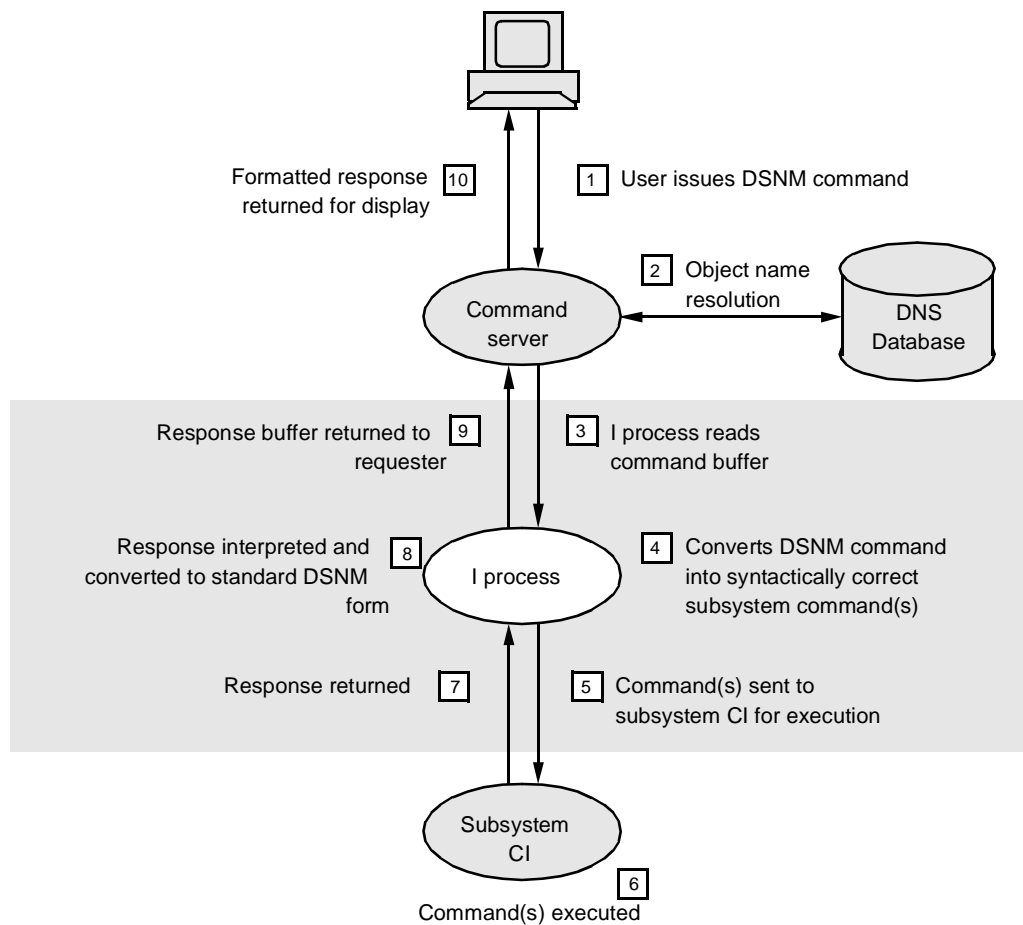 Formatted response
returned for display
10
1
User issues DSNM command
2
Object name
resolution
Command
server
DNS
Database
Response buffer returned to
requester
9
3
I process reads
command buffer
Response interpreted and
converted to standard DSNM
form
8
I process
4
Converts DSNM command
into syntactically correct
subsystem command(s)
Response returned
7
5
Command(s) sent to
subsystem CI for execution
Subsystem
CI
6
Command(s) executed